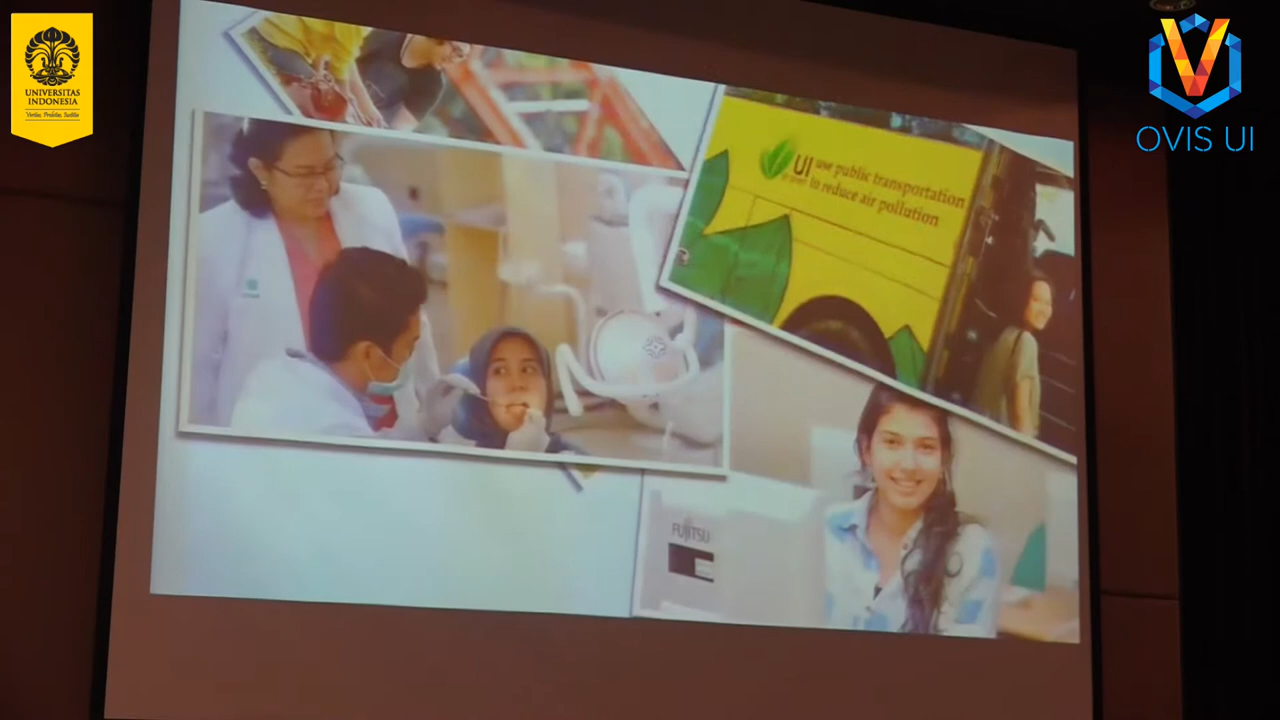 UNIVERSITAS
INDONESIA
Veritas, Probitas, Iustitia
OVIS UI
UI use public transportation
to reduce air pollution
FUJITSU